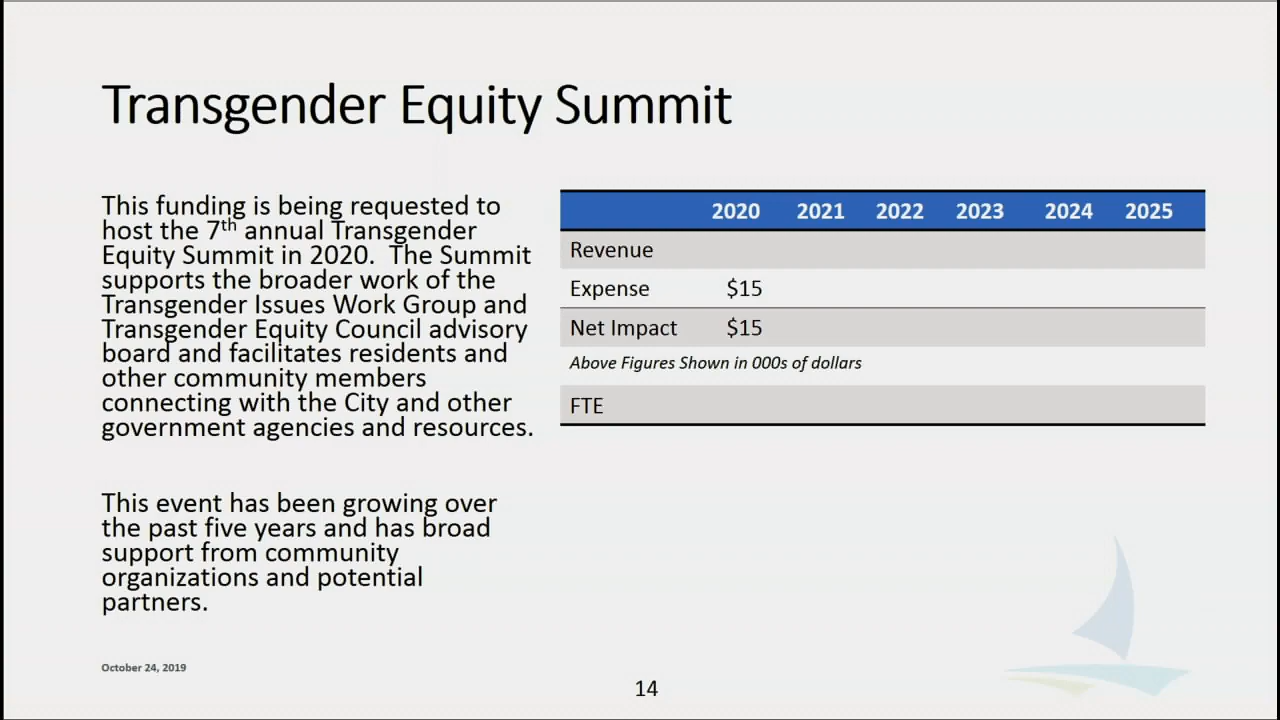 Transgender Equity Summit
This funding is being requested to
host the 7th annual Transgender
Equity Summit in 2020.  The Summit
supports the broader work of the
Transgender Issues Work Group and
Transgender Equity Council advisory
board and facilitates residents and
other community members
connecting with the City and other
government agencies and resources.
This event has been growing over
the past five years and has broad
support from community
organizations and potential
partners.
2020 2021 2022 2023 2024 2025
Revenue
Expense $15
Net Impact $15
Above Figures Shown in 000s of dollars
FTE
October 24, 2019
14